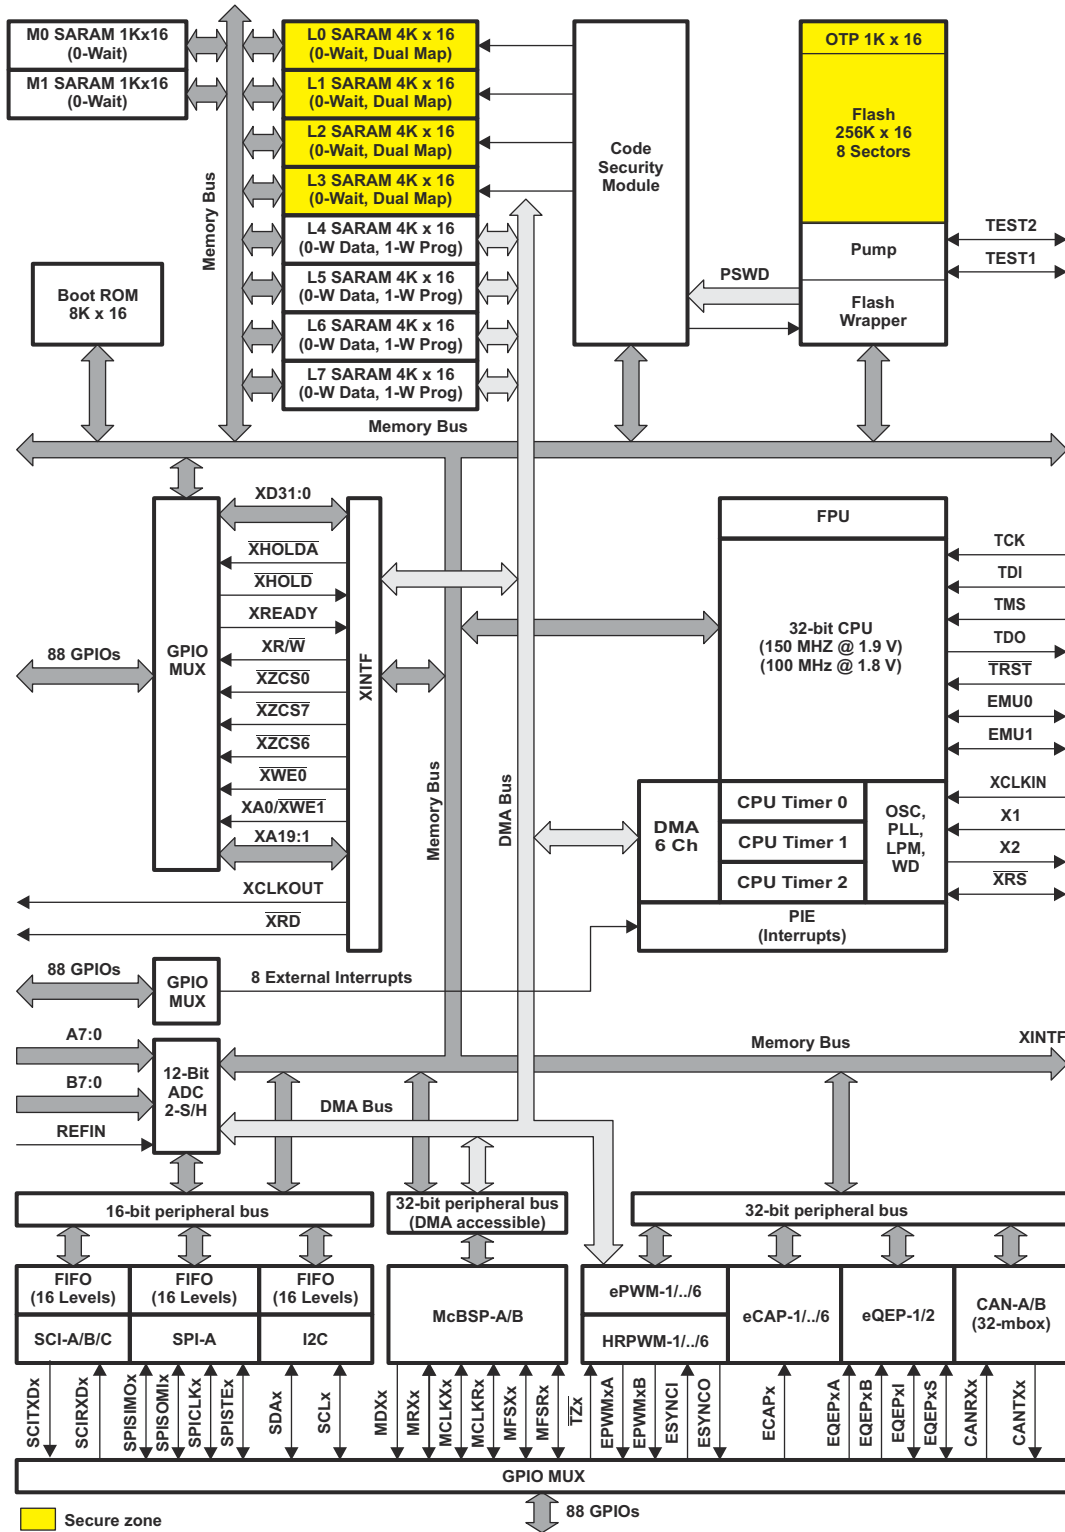 M0 SARAM 1Kx16
(0-Wait)
M1 SARAM 1Kx16
(0-Wait)
L0 SARAM 4K x 16
(0-Wait, Dual Map)
L1 SARAM 4K x 16
(0-Wait, Dual Map)
L2 SARAM 4K x 16
(0-Wait, Dual Map)
L3 SARAM 4K x 16
(0-Wait, Dual Map)
L4 SARAM 4K x 16
(0-W Data, 1-W Prog)
L5 SARAM 4K x 16
(0-W Data, 1-W Prog)
L6 SARAM 4K x 16
(0-W Data, 1-W Prog)
L7 SARAM 4K x 16
(0-W Data, 1-W Prog)
Memory Bus
Code
Security
Module
OTP 1K x 16
Flash
256K x 16
8 Sectors
Pump
Flash
Wrapper
TEST2
TEST1
PSWD
Boot ROM
8K x 16
Memory Bus
XD31:0
XHOLDA
XHOLD
XREADY
XR/W
XZCS0
XZCS7
XZCS6
XWE0
XA0/XWE1
XA19:1
XCLKOUT
XRD
GPIO
MUX
88 GPIOs
XINTF
Memory Bus
DMA Bus
FPU
32-bit CPU
(150 MHZ @ 1.9 V)
(100 MHz @ 1.8 V)
TCK
TDI
TMS
TDO
TRST
EMU0
EMU1
XCLKIN
X1
X2
XRS
DMA
6 Ch
CPU Timer 0
CPU Timer 1
CPU Timer 2
OSC,
PLL,
LPM,
WD
PIE
(Interrupts)
88 GPIOs
GPIO
MUX
8 External Interrupts
A7:0
B7:0
REFIN
12-Bit
ADC
2-S/H
Memory Bus
XINTF
DMA Bus
16-bit peripheral bus
32-bit peripheral bus
(DMA accessible)
32-bit peripheral bus
FIFO
(16 Levels)
FIFO
(16 Levels)
FIFO
(16 Levels)
SCI-A/B/C
SPI-A
I2C
McBSP-A/B
ePWM-1/../6
HRPWM-1/../6
eCAP-1/../6
eQEP-1/2
CAN-A/B
(32-mbox)
SCITXDx
SCIRXDx
SPISIMOx
SPISOMIx
SPICLKx
SPISTEx
SDAx
SCLx
MDXx
MRXx
MCLKXx
MCLKRx
MFSXx
MFSRx
TZx
EPWMxA
EPWMxB
ESYNCI
ESYNCO
ECAPx
EQEPxA
EQEPxB
EQEPxI
EQEPxS
CANRXx
CANTXx
GPIO MUX
88 GPIOs
Secure zone